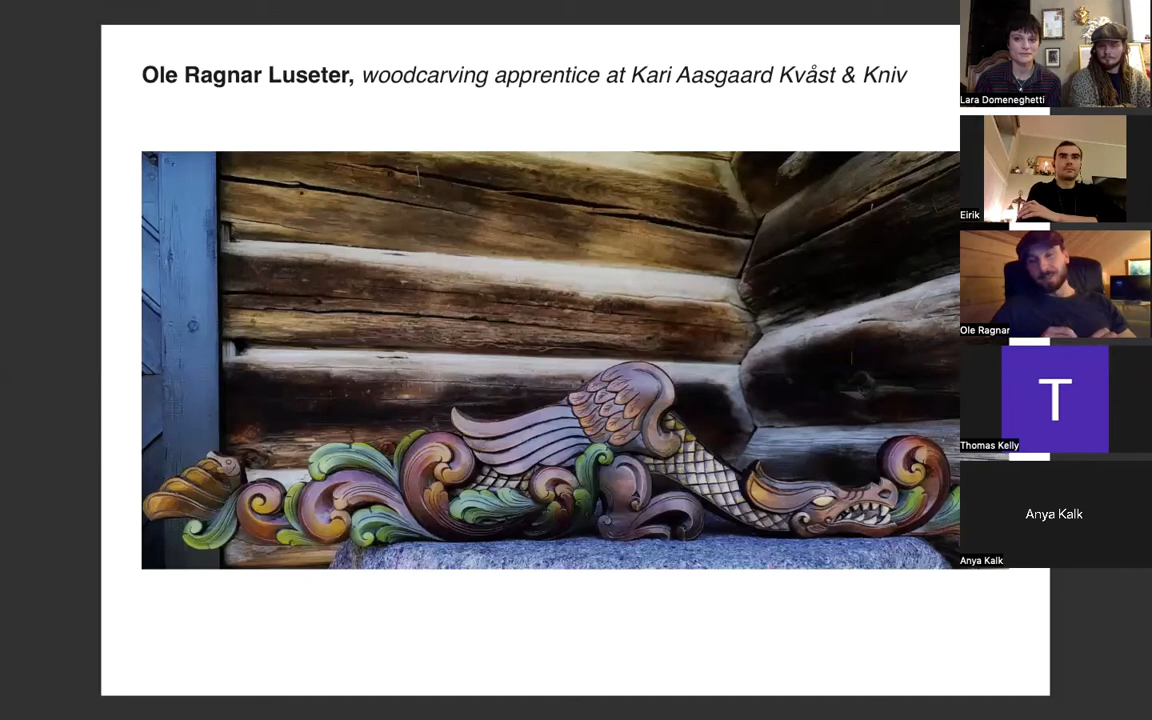 Ole Ragnar Luseter, woodcarving apprentice at Kari Aasgaard Kvåst & Kniv
Lara Domeneghetti
Eirik
Ole Ragnar
T
Thomas Kelly
Anya Kalk
Anya Kalk